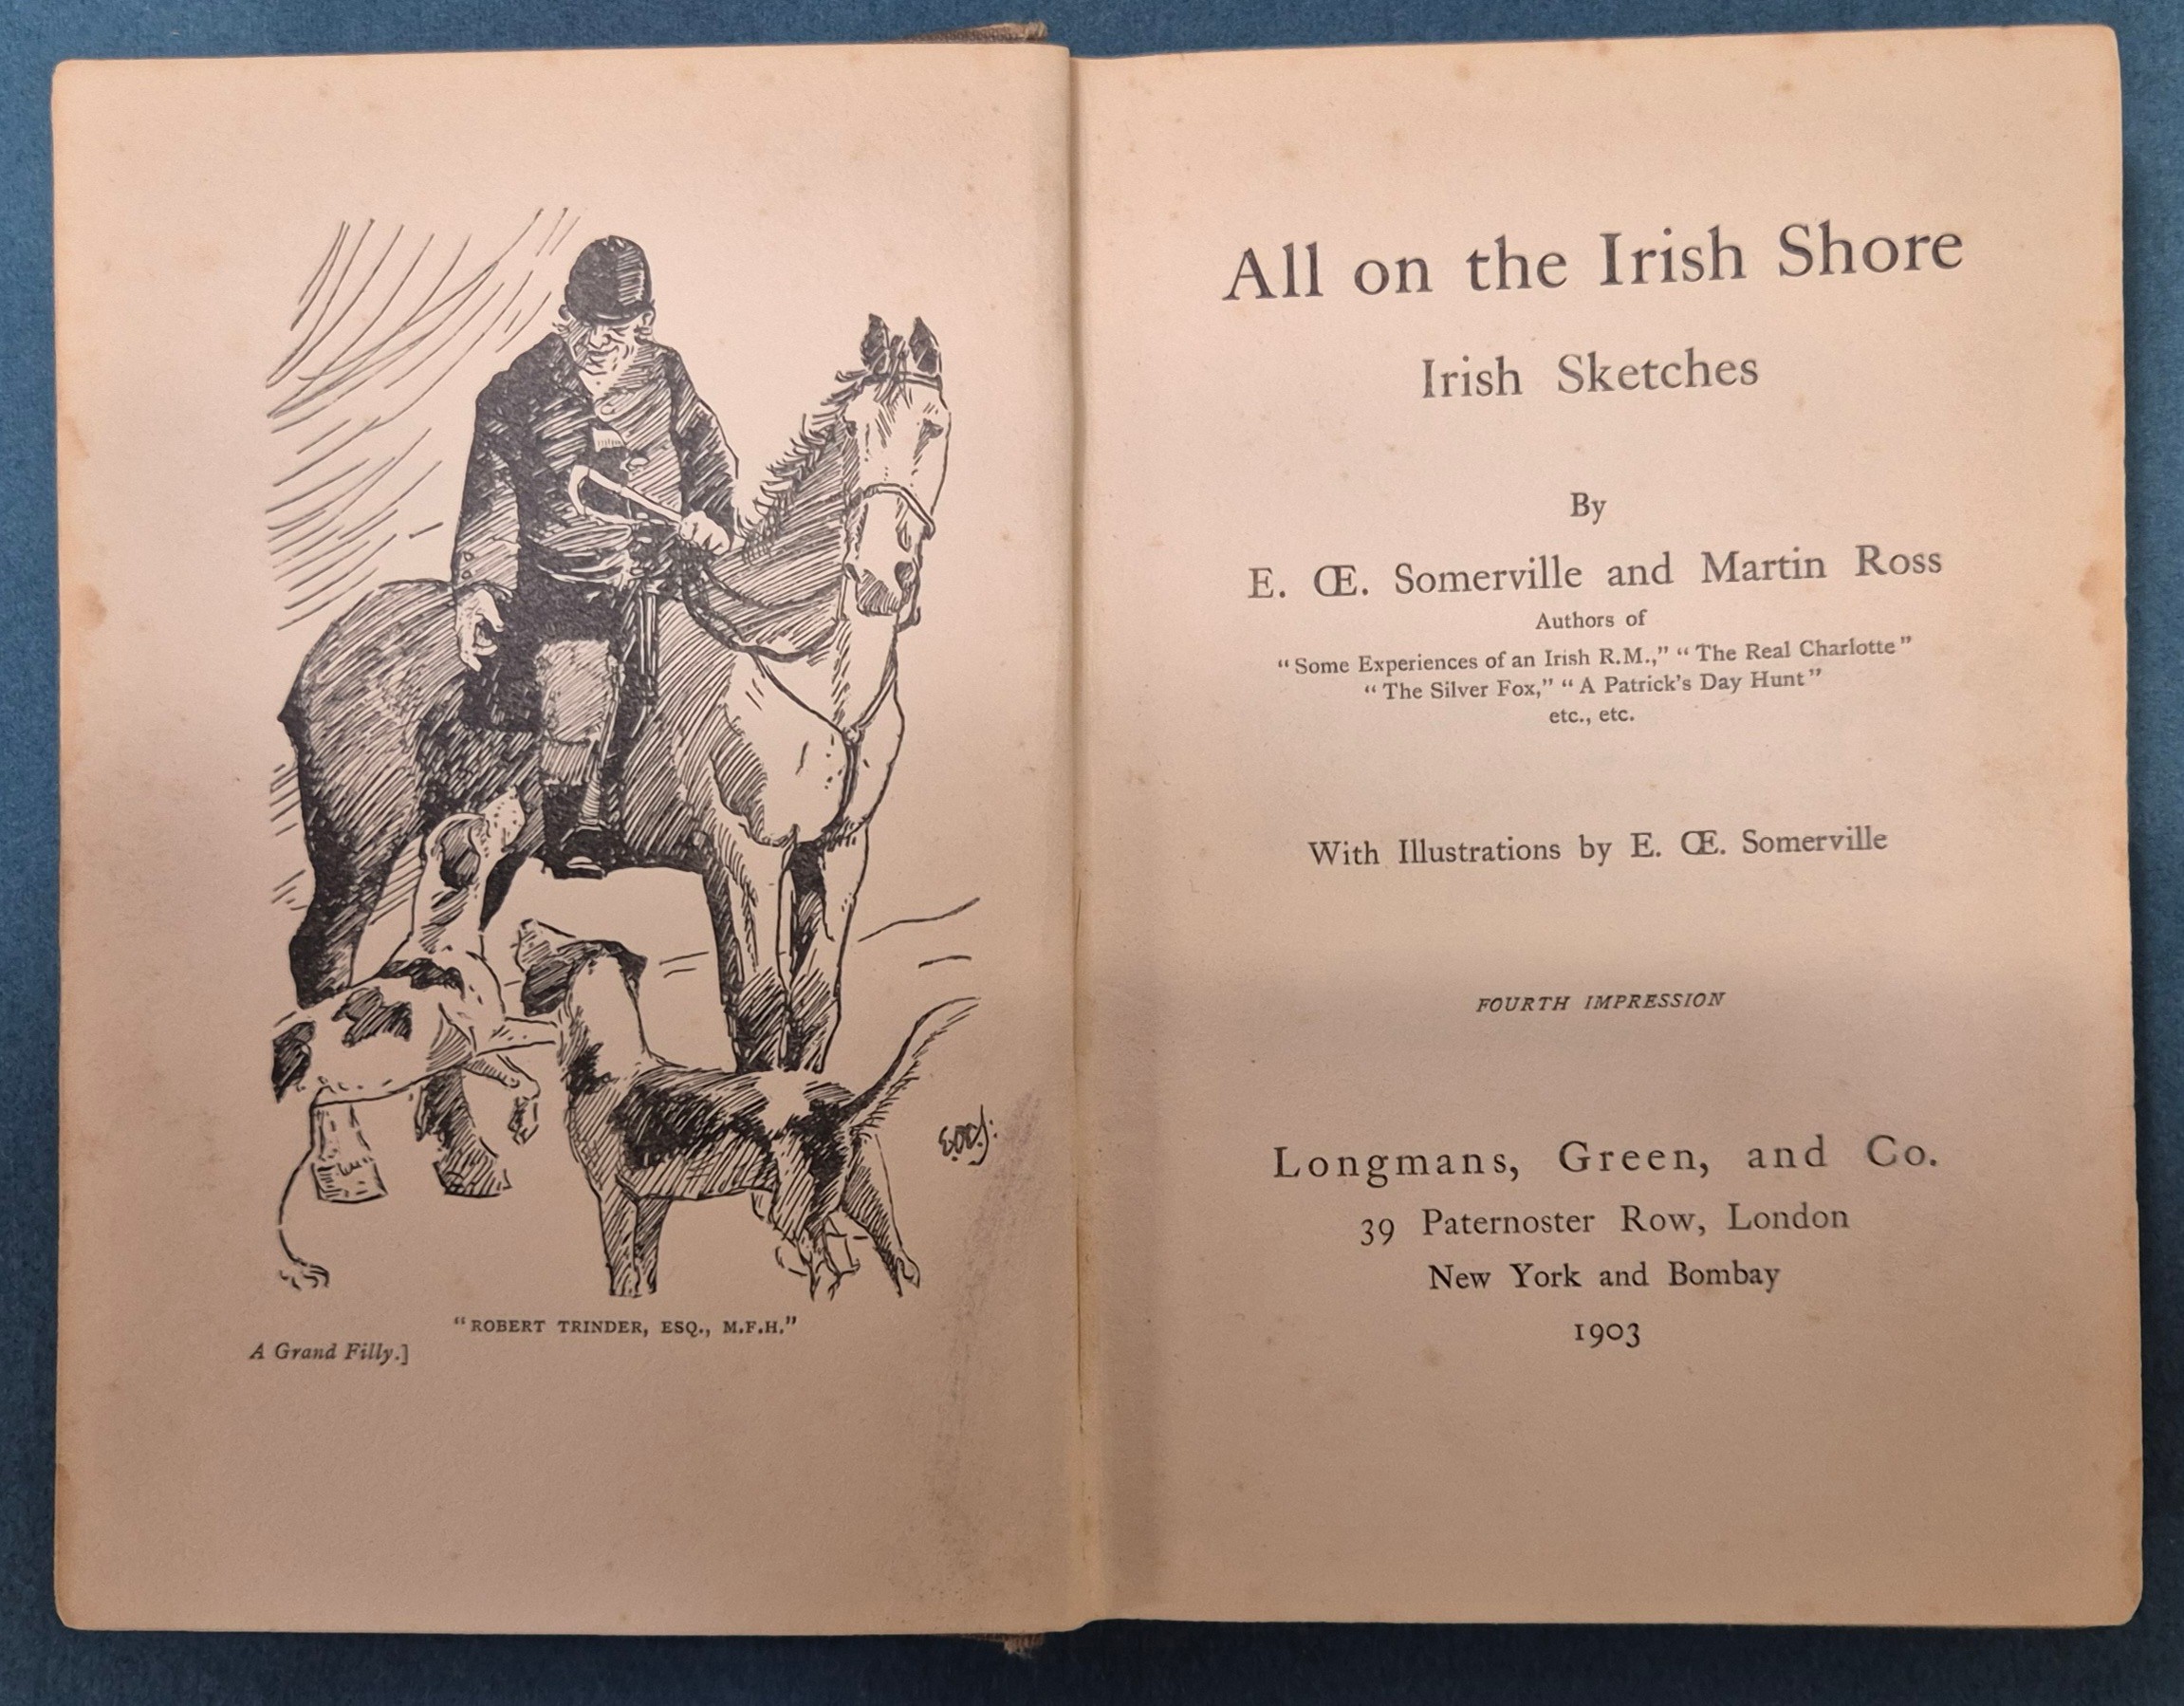 E.Œ.S.
"ROBERT TRINDER, ESQ., M.F.H."
A Grand Filly.]
All on the Irish Shore
Irish Sketches
By
E. Œ. Somerville and Martin Ross
Authors of
"Some Experiences of an Irish R.M.," "The Real Charlotte"
"The Silver Fox," "A Patrick's Day Hunt"
etc., etc.
With Illustrations by E. Œ. Somerville
FOURTH IMPRESSION
Longmans, Green, and Co.
39 Paternoster Row, London
New York and Bombay
1903